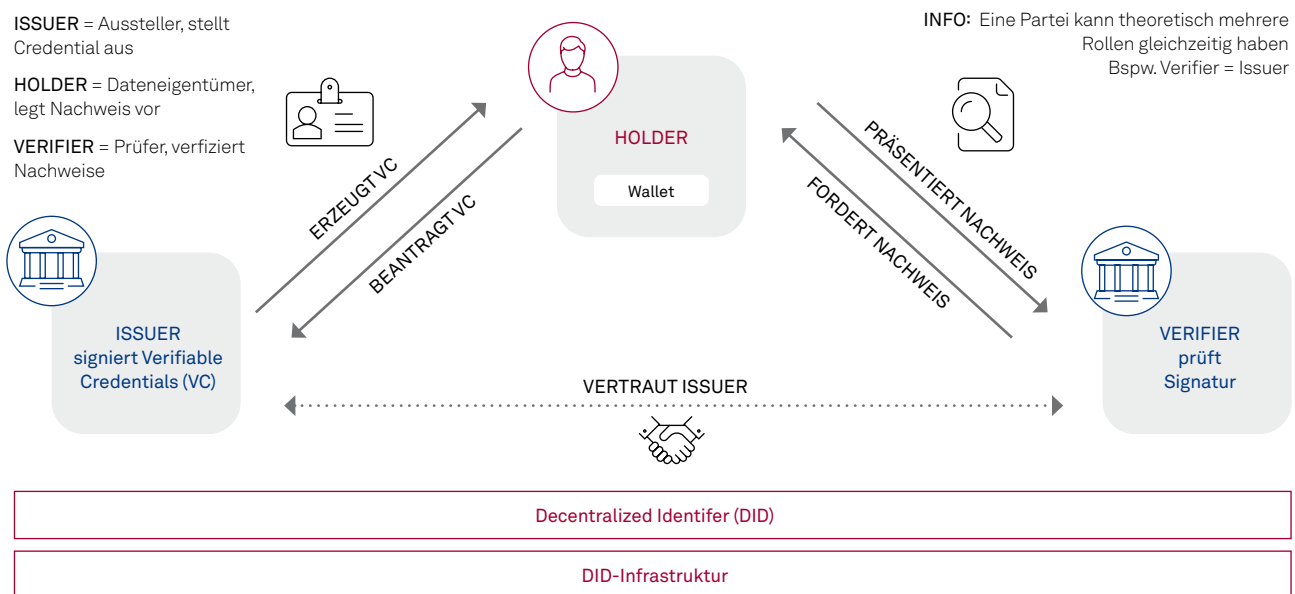 ISSUER = Aussteller, stellt
Credential aus
HOLDER = Dateneigentümer,
legt Nachweis vor
VERIFIER = Prüfer, verfiziert
Nachweise
INFO: Eine Partei kann theoretisch mehrere
Rollen gleichzeitig haben
Bspw. Verifier = Issuer
HOLDER
Wallet
ERZEUGT VC
BEANTRAGT VC
PRÄSENTIERT NACHWEIS
FORDERT NACHWEIS
ISSUER
signiert Verifiable
Credentials (VC)
VERIFIER
prüft
Signatur
VERTRAUT ISSUER
Decentralized Identifer (DID)
DID-Infrastruktur